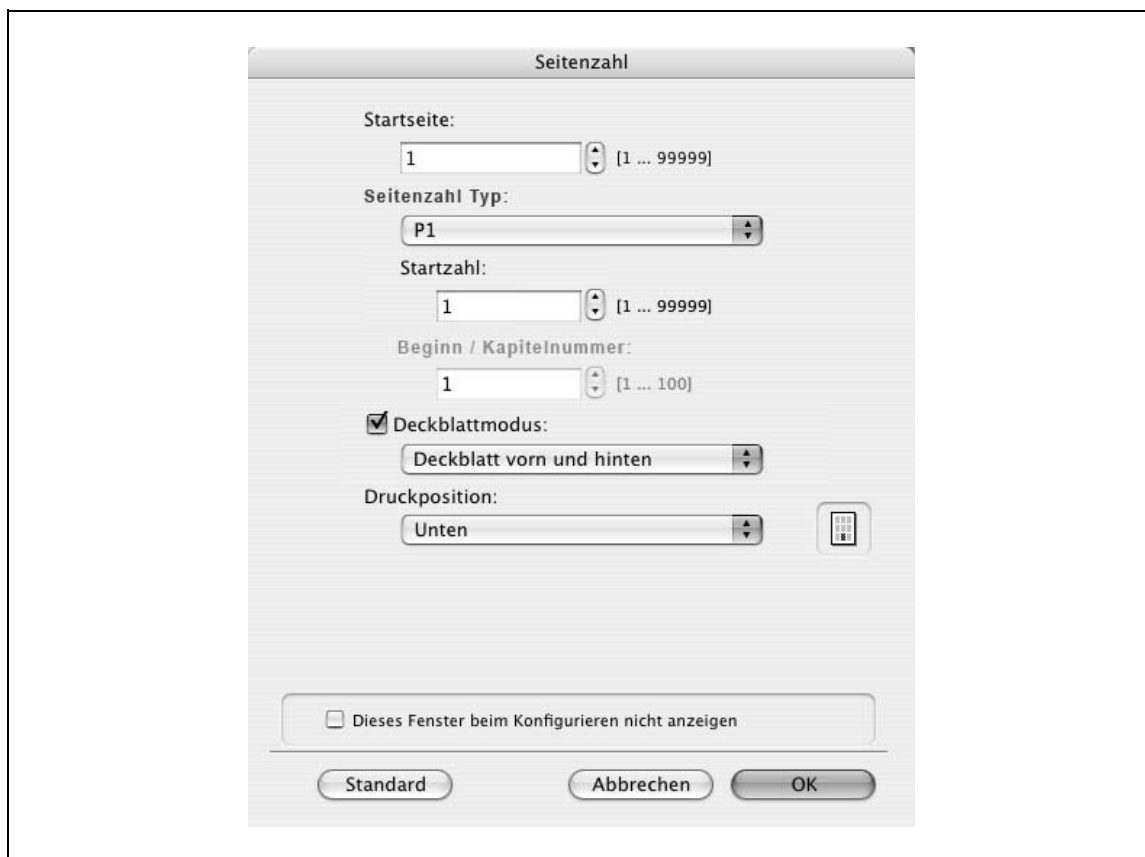 Seitenzahl
Startseite:
1 [1 ... 99999]
Seitenzahl Typ:
P1
Startzahl:
1 [1 ... 99999]
Beginn / Kapitelnummer:
1 [1 ... 100]
Deckblattmodus:
Deckblatt vorn und hinten
Druckposition:
Unten
Dieses Fenster beim Konfigurieren nicht anzeigen
Standard Abbrechen OK